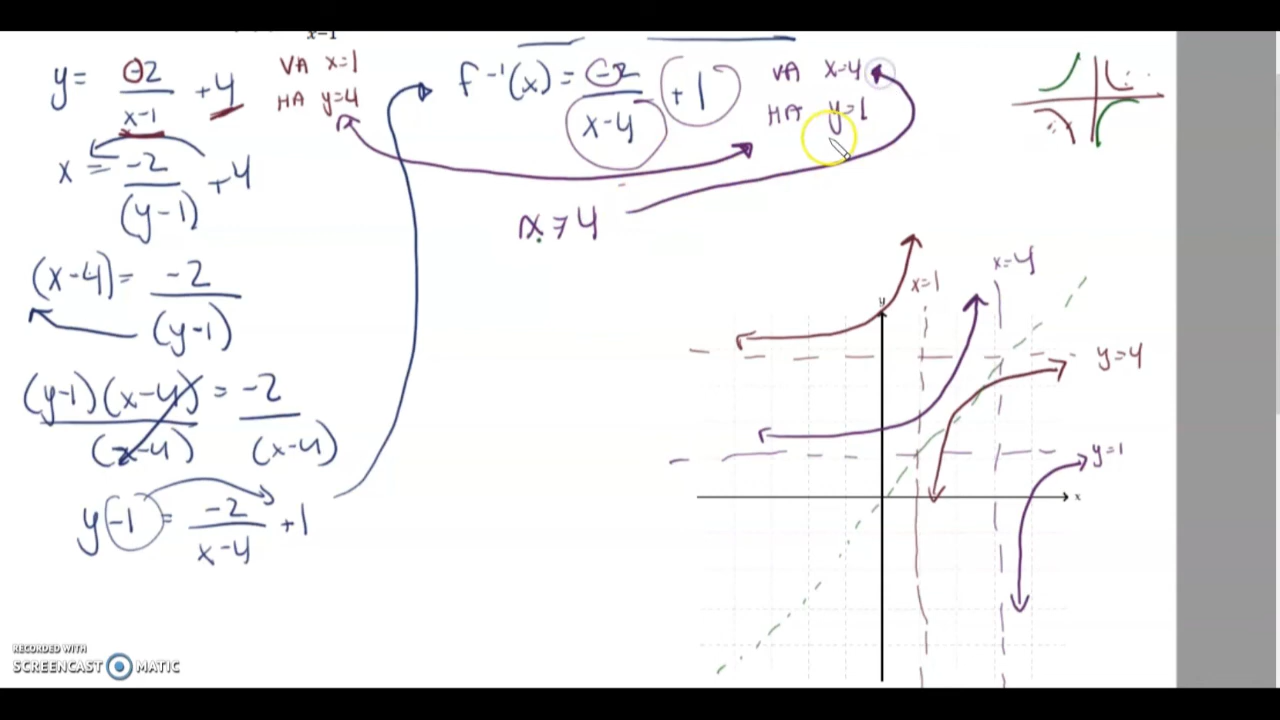 x-1
y= -2/x-1 +4
VA x=1
HA y=4
x = -2/(y-1) +4
(x-4)= -2/(y-1)
(y-1)(x-4)/(x-4) = -2/(x-4)
y-1 = -2/x-4 +1
f⁻¹(x) = -2/x-4 +1
VA x=4
HA y=1
x≠4
y
x=1
x=4
y=4
y=1
x
RECORDED WITH
SCREENCAST MATIC